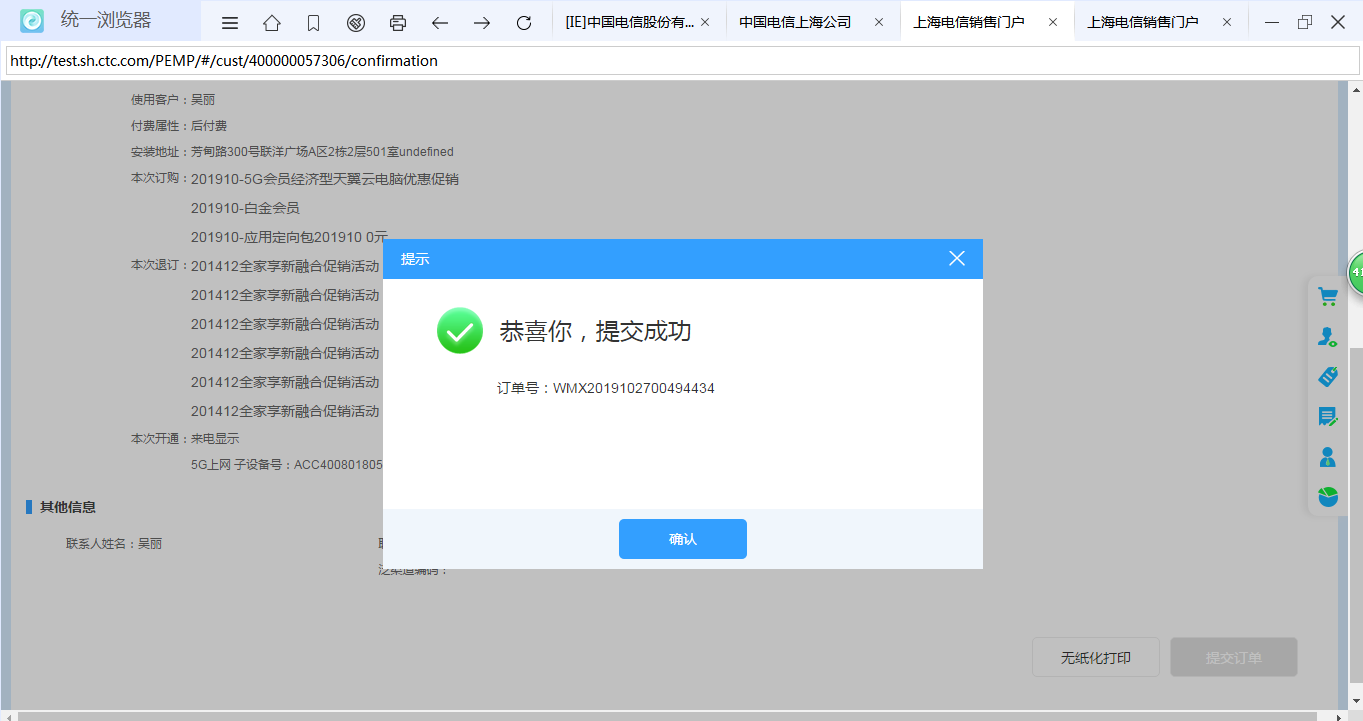 统一浏览器
[IE]中国电信股份有...
中国电信上海公司
上海电信销售门户
上海电信销售门户
http://test.sh.ctc.com/PEMP/#/cust/400000057306/confirmation
使用客户：吴丽
付费属性：后付费
安装地址：芳甸路300号联洋广场A区2栋2层501室undefined
本次订购：201910-5G会员经济型天翼云电脑优惠促销
201910-白金会员
201910-应用定向包201910 0元
本次退订：201412全家享新融合促销活动
201412全家享新融合促销活动
201412全家享新融合促销活动
201412全家享新融合促销活动
201412全家享新融合促销活动
201412全家享新融合促销活动
本次开通：来电显示
5G上网 子设备号：ACC400801805
提示
恭喜你，提交成功
订单号：WMX2019102700494434
确认
其他信息
联系人姓名：吴丽
泛渠道编码：
无纸化打印
提交订单